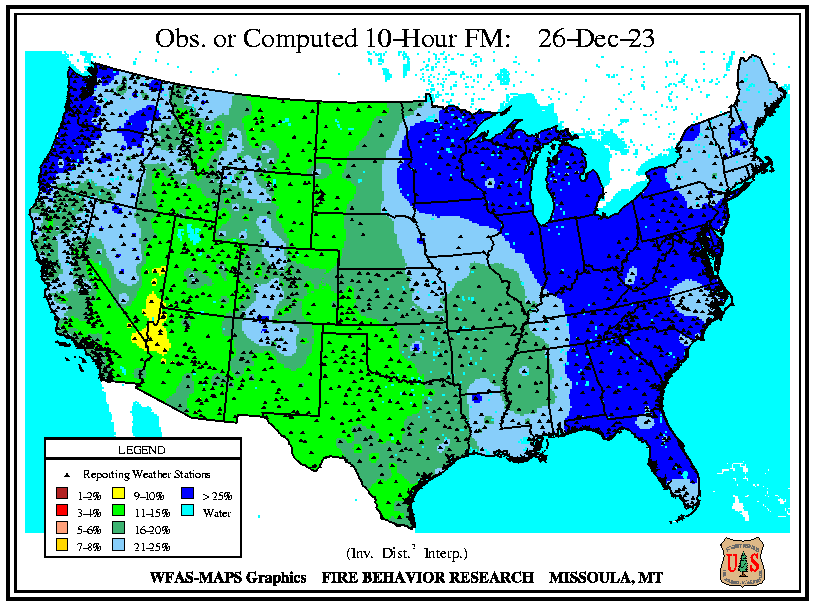 Obs. or Computed 10-Hour FM: 26-Dec-23
LEGEND
Reporting Weather Stations
1-2% 9-10% > 25%
3-4% 11-15% Water
5-6% 16-20%
7-8% 21-25%
(Inv. Dist.² Interp.)
WFAS-MAPS Graphics FIRE BEHAVIOR RESEARCH MISSOULA, MT
U S